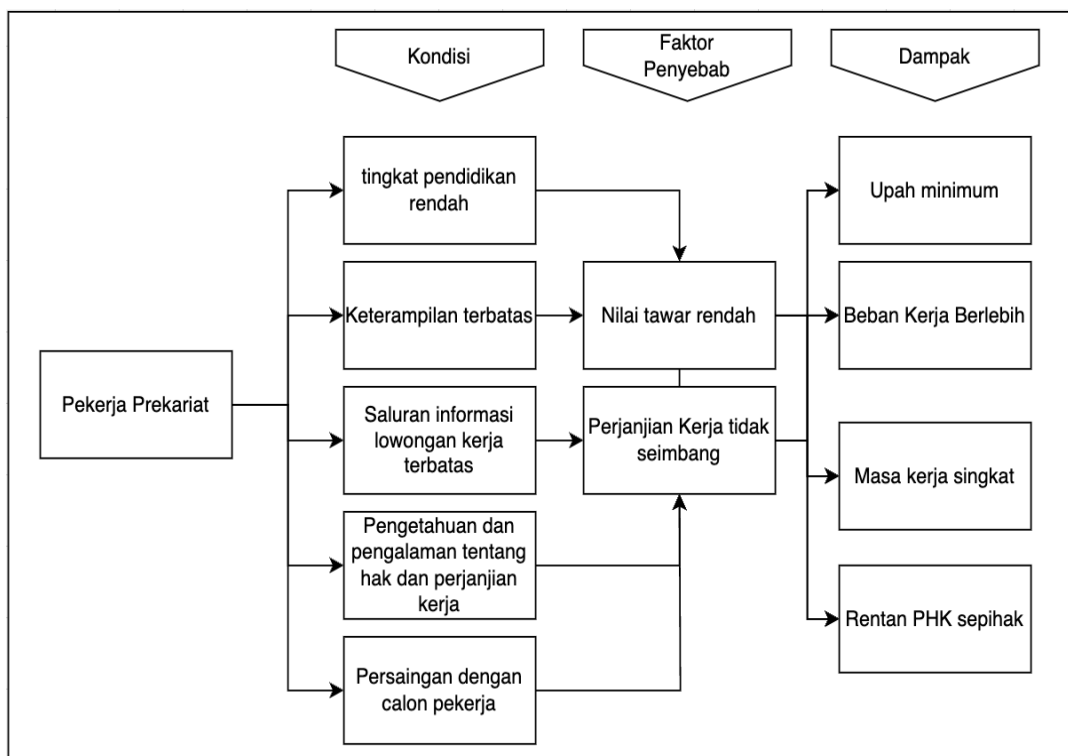 Kondisi
Faktor
Penyebab
Dampak
Pekerja Prekariat
tingkat pendidikan
rendah
Keterampilan terbatas
Saluran informasi
lowongan kerja
terbatas
Pengetahuan dan
pengalaman tentang
hak dan perjanjian
kerja
Persaingan dengan
calon pekerja
Nilai tawar rendah
Perjanjian Kerja tidak
seimbang
Upah minimum
Beban Kerja Berlebih
Masa kerja singkat
Rentan PHK sepihak